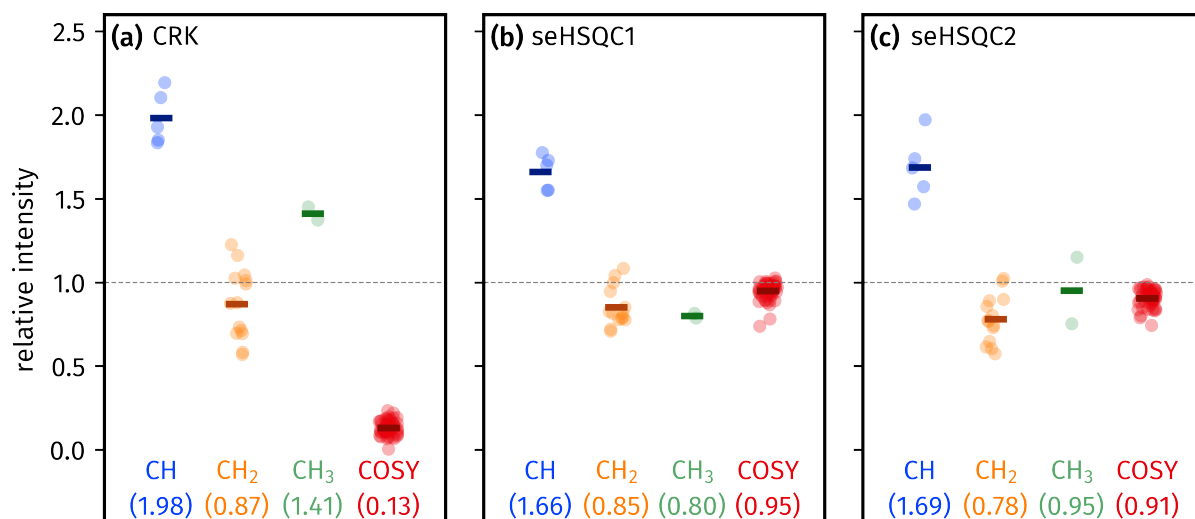 (a) CRK
(b) seHSQC1
(c) seHSQC2
relative intensity
2.5
2.0
1.5
1.0
0.5
0.0
CH CH₂ CH₃ COSY
(1.98) (0.87) (1.41) (0.13)
CH CH₂ CH₃ COSY
(1.66) (0.85) (0.80) (0.95)
CH CH₂ CH₃ COSY
(1.69) (0.78) (0.95) (0.91)